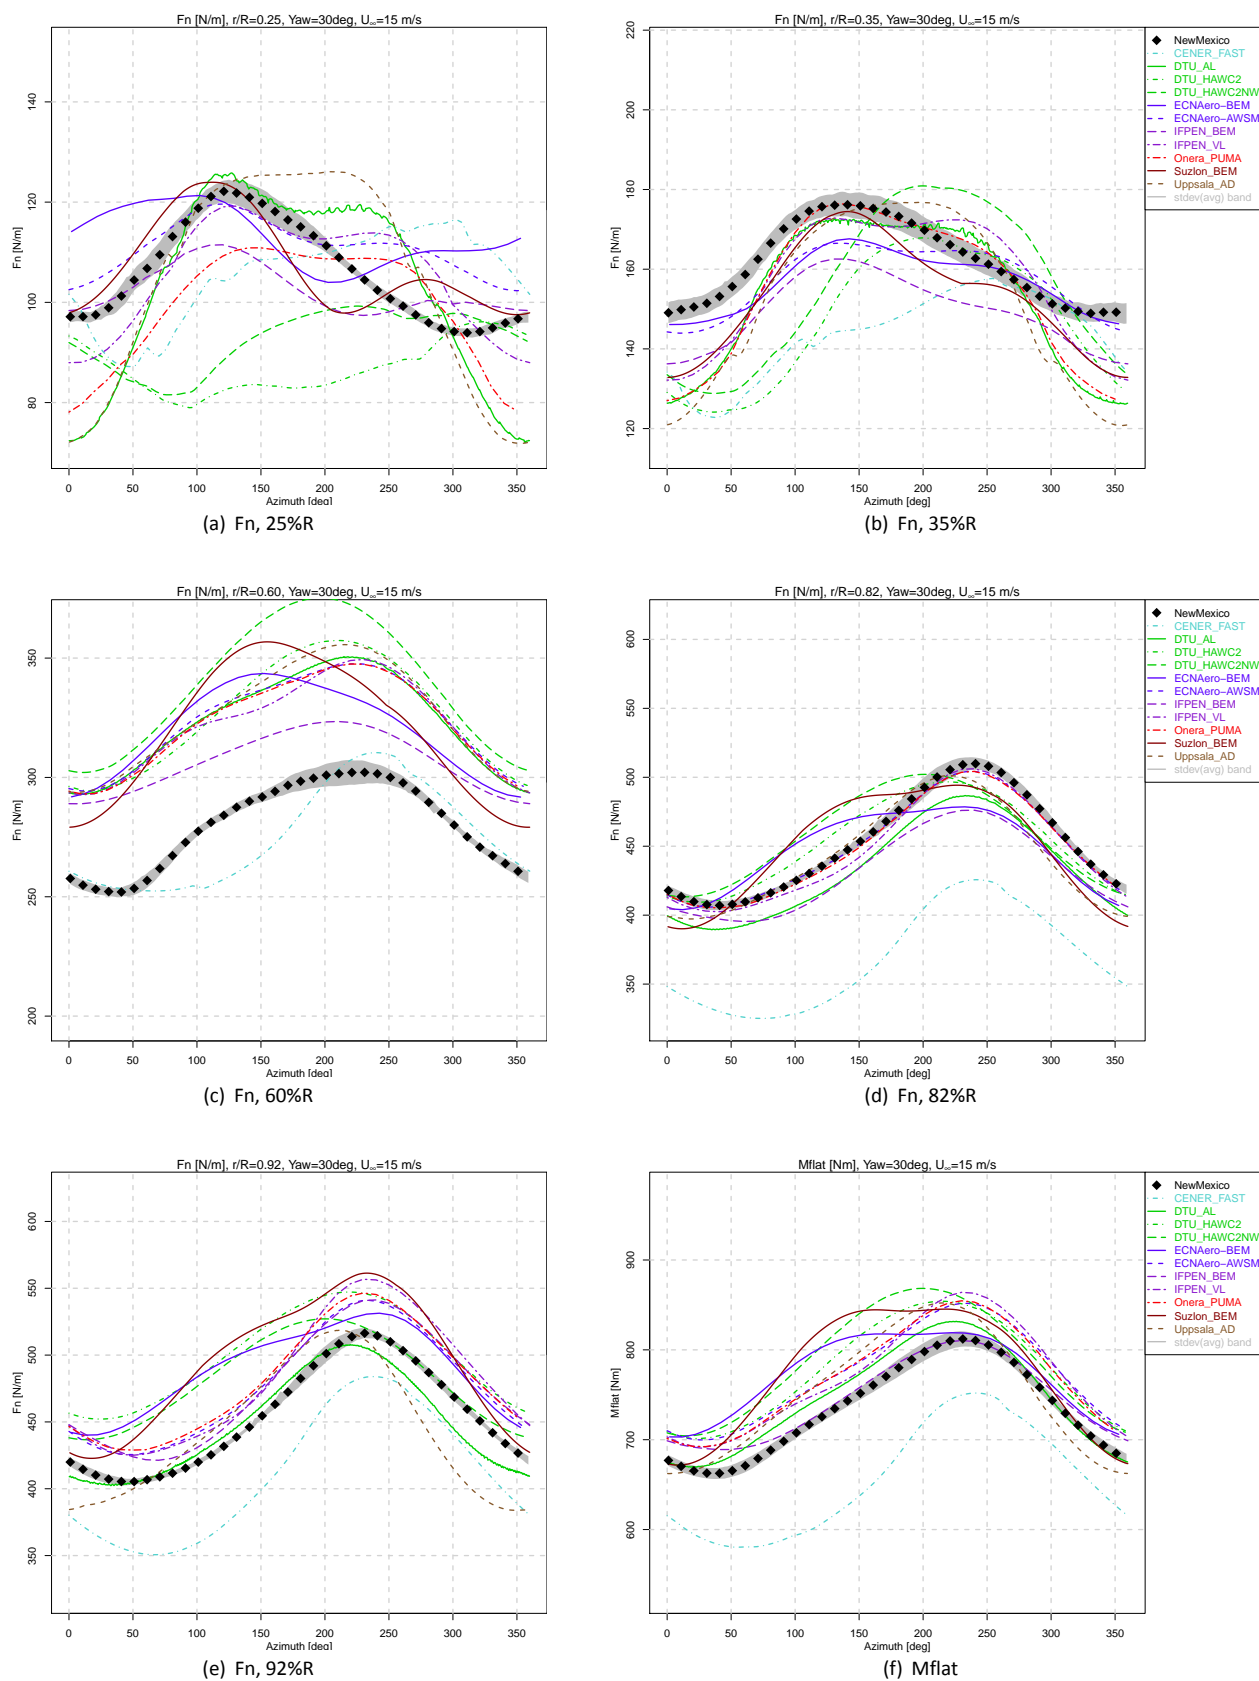 Fn [N/m], r/R=0.25, Yaw=30deg, U∞=15 m/s
Fn [N/m]
140
120
100
80
0 50 100 150 200 250 300 350
Azimuth [deg]
(a) Fn, 25%R
Fn [N/m], r/R=0.35, Yaw=30deg, U∞=15 m/s
Fn [N/m]
220
200
180
160
140
120
0 50 100 150 200 250 300 350
Azimuth [deg]
(b) Fn, 35%R
NewMexico
CENER_FAST
DTU_AL
DTU_HAWC2
DTU_HAWC2NW
ECNAero-BEM
ECNAero-AWSM
IFPEN_BEM
IFPEN_VL
Onera_PUMA
Suzlon_BEM
Uppsala_AD
stdev(avg) band
Fn [N/m], r/R=0.60, Yaw=30deg, U∞=15 m/s
Fn [N/m]
350
300
250
200
0 50 100 150 200 250 300 350
Azimuth [deg]
(c) Fn, 60%R
Fn [N/m], r/R=0.82, Yaw=30deg, U∞=15 m/s
Fn [N/m]
600
550
500
450
400
350
0 50 100 150 200 250 300 350
Azimuth [deg]
(d) Fn, 82%R
NewMexico
CENER_FAST
DTU_AL
DTU_HAWC2
DTU_HAWC2NW
ECNAero-BEM
ECNAero-AWSM
IFPEN_BEM
IFPEN_VL
Onera_PUMA
Suzlon_BEM
Uppsala_AD
stdev(avg) band
Fn [N/m], r/R=0.92, Yaw=30deg, U∞=15 m/s
Fn [N/m]
600
550
500
450
400
350
0 50 100 150 200 250 300 350
Azimuth [deg]
(e) Fn, 92%R
Mflat [Nm], Yaw=30deg, U∞=15 m/s
Mflat [Nm]
900
800
700
600
0 50 100 150 200 250 300 350
Azimuth [deg]
(f) Mflat
NewMexico
CENER_FAST
DTU_AL
DTU_HAWC2
DTU_HAWC2NW
ECNAero-BEM
ECNAero-AWSM
IFPEN_BEM
IFPEN_VL
Onera_PUMA
Suzlon_BEM
Uppsala_AD
stdev(avg) band